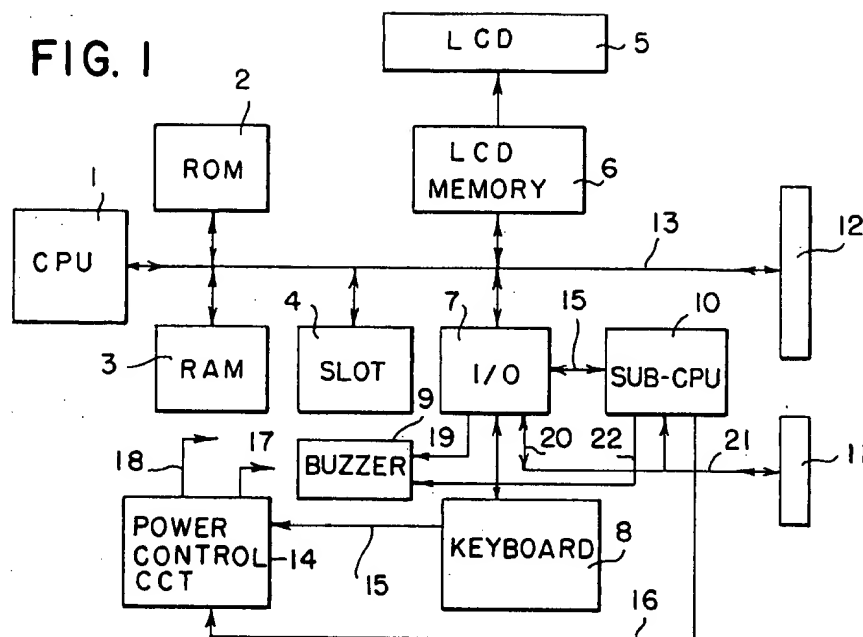 FIG. 1
LCD
5
2
ROM
LCD
MEMORY
6
1
CPU
13
12
3
RAM
4
SLOT
7
I/O
15
10
SUB-CPU
9
BUZZER
19
20
22
21
11
18
17
POWER
CONTROL
CCT
14
15
KEYBOARD
8
16